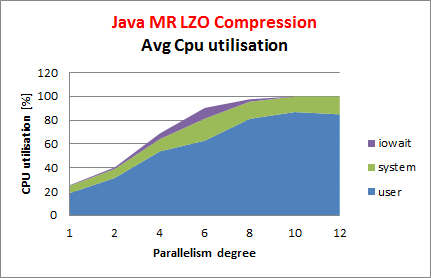 Java MR LZO Compression
Avg Cpu utilisation
CPU utilisation [%]
120
100
80
60
40
20
0
1 2 4 6 8 10 12
Parallelism degree
iowait
system
user